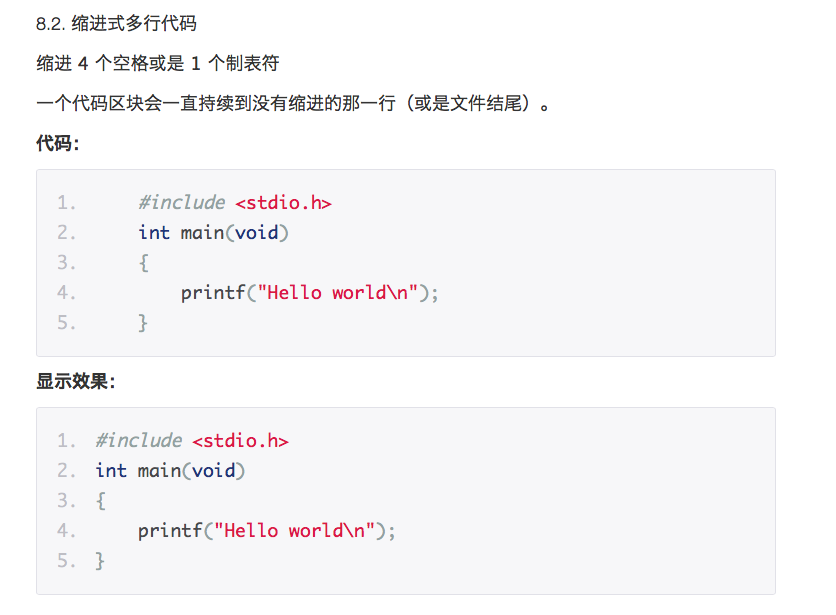 8.2. 缩进式多行代码
缩进 4 个空格或是 1 个制表符
一个代码区块会一直持续到没有缩进的那一行（或是文件结尾）。
代码：
1.     #include <stdio.h>
2.     int main(void)
3.     {
4.         printf("Hello world\n");
5.     }
显示效果：
1. #include <stdio.h>
2. int main(void)
3. {
4.     printf("Hello world\n");
5. }